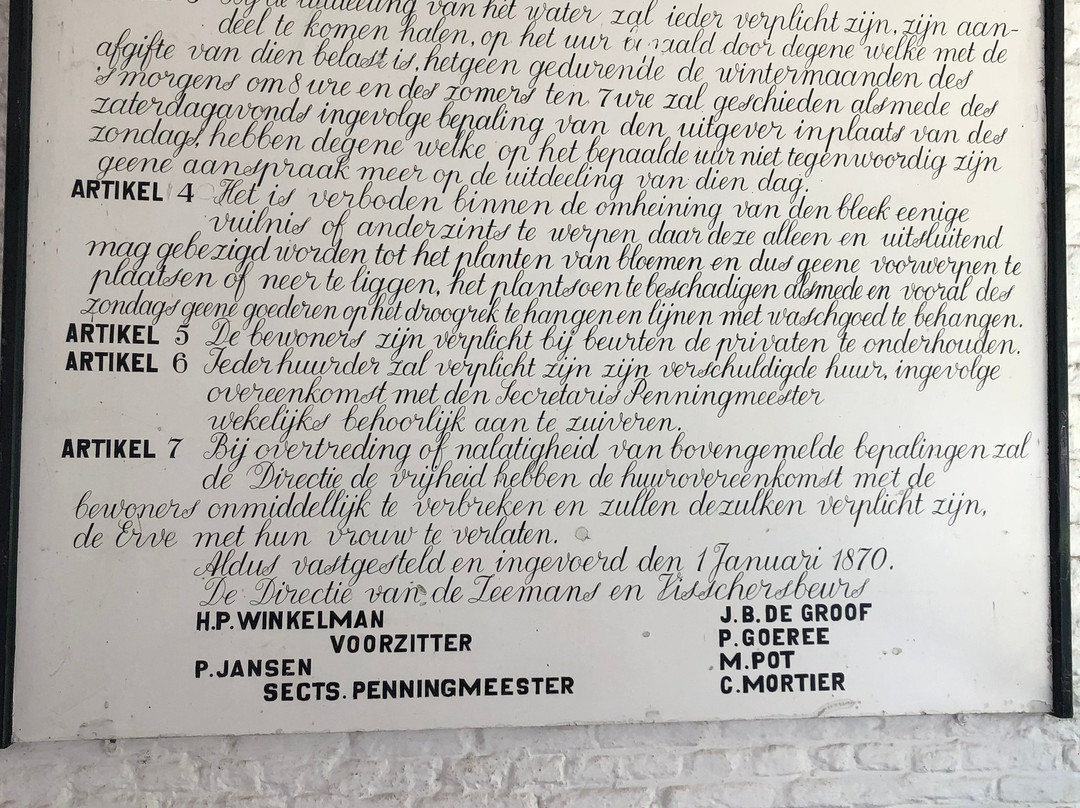 van het water zal ieder verplicht zijn, zijn aan-
deel te komen halen, op het uur door degene welke met de
afgifte van dien belast is, hetgeen gedurende de wintermaanden des
's morgens om 8 ure en des zomers ten 7 ure zal geschieden alsmede des
zaterdagavonds ingevolge bepaling van den uitgever inplaats van des
zondags, hebben degene welke op het bepaalde uur niet tegenwoordig zijn
geene aanspraak meer op de uitdeeling van dien dag.
ARTIKEL 4 Het is verboden binnen de omheining van den bleek eenige
vuilnis of anderzints te werpen daar deze alleen en uitsluitend
mag gebezigd worden tot het planten van bloemen en dus geene voorwerpen te
plaatsen of neer te liggen, het plantsoen te beschadigen alsmede en vooral des
zondags geene goederen op het droogrek te hangen en lijnen met waschgoed te behangen.
ARTIKEL 5 De bewoners zijn verplicht bij beurten de privaten te onderhouden.
ARTIKEL 6 Ieder huurder zal verplicht zijn zijn verschuldigde huur, ingevolge
overeenkomst met den Secretaris Penningmeester
wekelijks behoorlijk aan te zuiveren.
ARTIKEL 7 Bij overtreding of nalatigheid van bovengemelde bepalingen zal
de Directie de vrijheid hebben de huurovereenkomst met de
bewoners onmiddellijk te verbreken en zullen dezulken verplicht zijn,
de Erve met hun vrouw te verlaten.
Aldus vastgesteld en ingevoerd den 1 Januari 1870.
De Directie van de Zeemans en Visschersbeurs
H.P. WINKELMAN
VOORZITTER
P. JANSEN
SECTS. PENNINGMEESTER
J.B. DE GROOF
P. GOEREE
M. POT
C. MORTIER